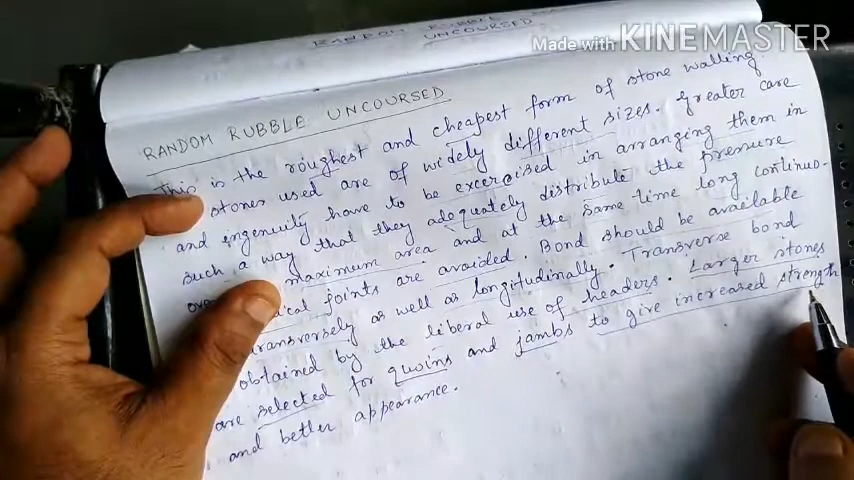 RANDOM RUBBLE
UNCOURSED
Made with KINEMASTER
RANDOM RUBBLE UNCOURSED
This is the roughest and cheapest form of stone walling.
stones used are of widely different sizes. Greater care
and ingenuity have to be excercised in arranging them in
such a way that they adequately distribute the pressure
maximum area and at the same-time long continuo-
joints are avoided. Bond should be available
transversely as well as longitudinally. Transverse bond
obtained by the liberal use of headers. Larger stones
are selected for quoins and jambs to give increased strength
and better appearance.